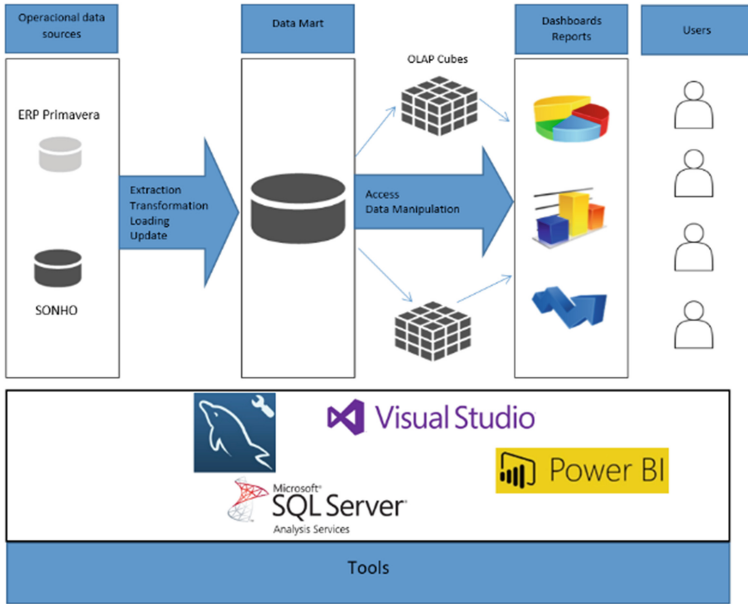 Operacional data
sources
Data Mart
Dashboards
Reports
Users
OLAP Cubes
ERP Primavera
Extraction
Transformation
Loading
Update
Access
Data Manipulation
SONHO
Visual Studio
Power BI
Microsoft®
SQL Server®
Analysis Services
Tools